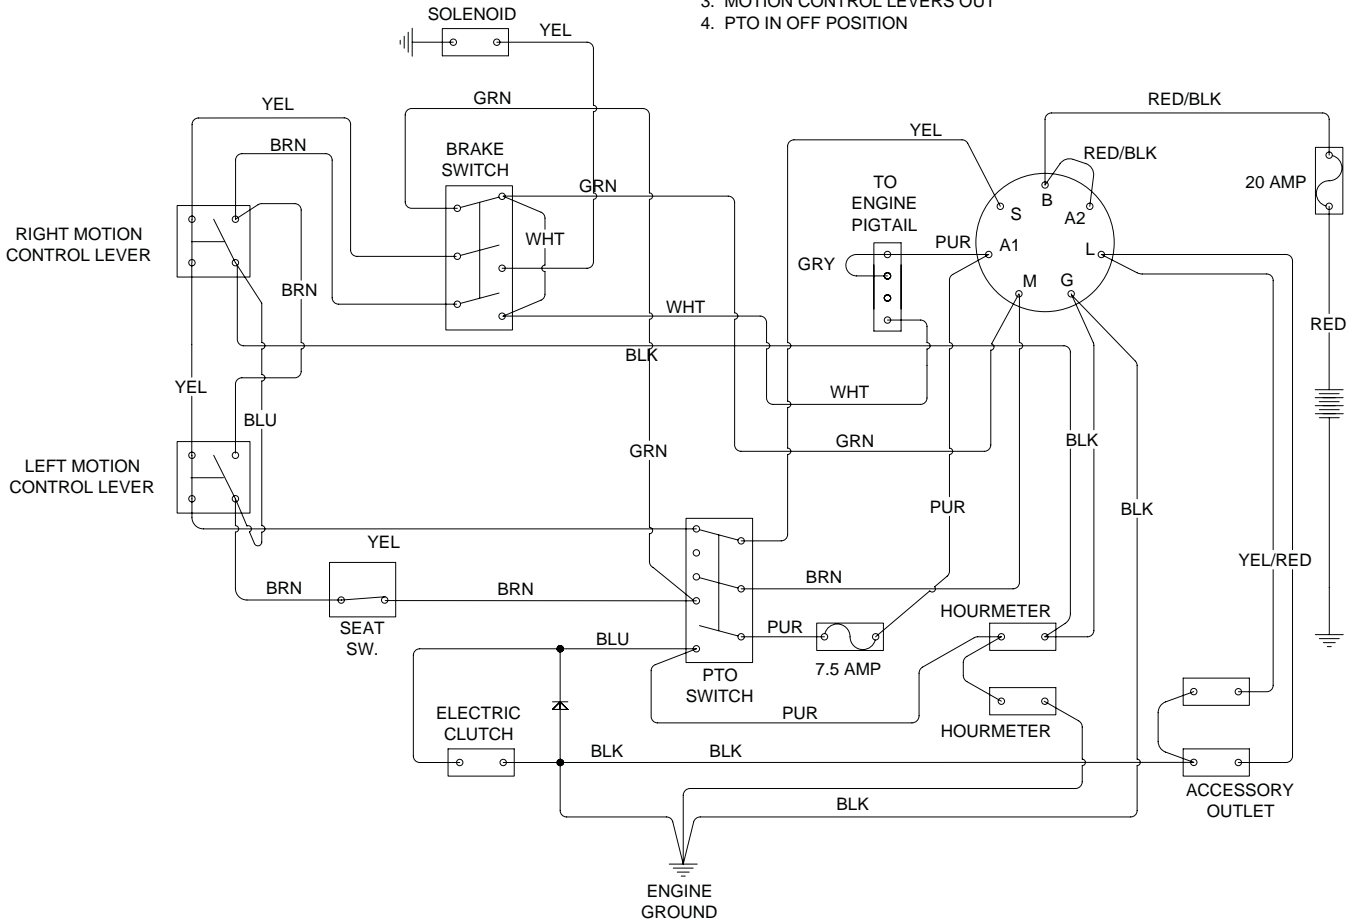 3. MOTION CONTROL LEVERS OUT
4. PTO IN OFF POSITION
SOLENOID
YEL
GRN
YEL
BRN
BRAKE
SWITCH
GRN
WHT
RIGHT MOTION
CONTROL LEVER
BRN
WHT
BLK
YEL
BLU
LEFT MOTION
CONTROL LEVER
GRN
YEL
BRN
SEAT
SW.
BRN
BLU
PTO
SWITCH
ELECTRIC
CLUTCH
BLK
BLK
PUR
7.5 AMP
BRN
PUR
PUR
HOURMETER
HOURMETER
BLK
ENGINE
GROUND
YEL
TO
ENGINE
PIGTAIL
GRY
PUR
WHT
GRN
RED/BLK
RED/BLK
S
B
A2
A1
L
M
G
20 AMP
RED
BLK
BLK
YEL/RED
ACCESSORY
OUTLET